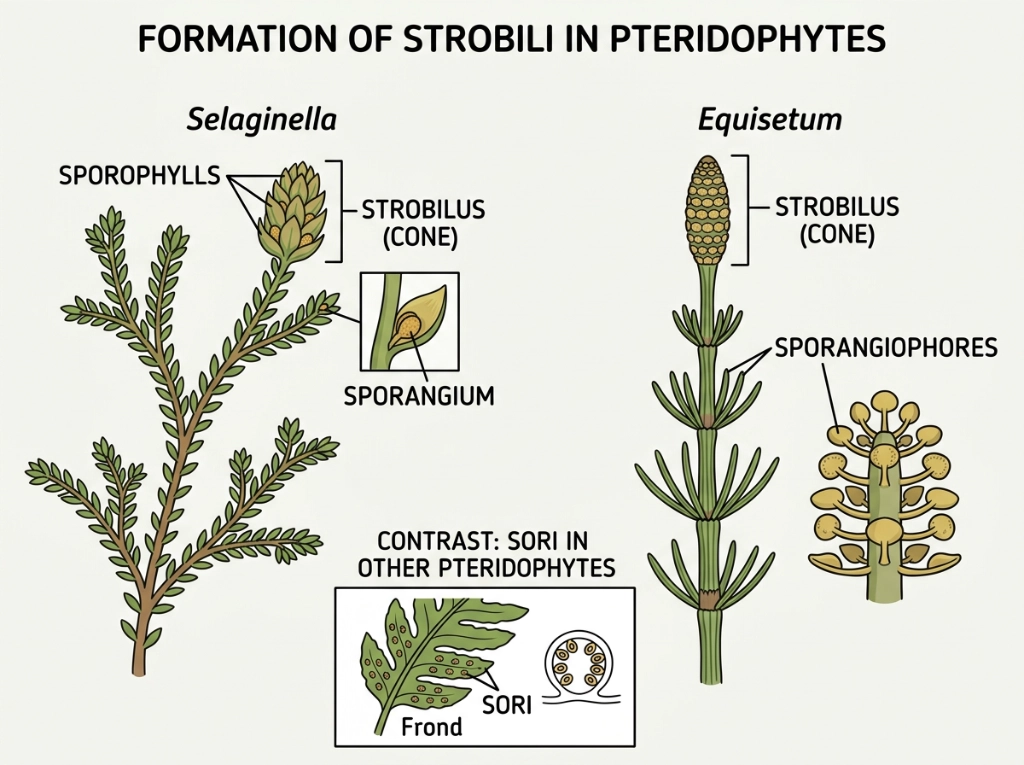 FORMATION OF STROBILI IN PTERIDOPHYTES
Selaginella
SPOROPHYLLS
STROBILUS
(CONE)
SPORANGIUM
Equisetum
STROBILUS
(CONE)
SPORANGIOPHORES
CONTRAST: SORI IN
OTHER PTERIDOPHYTES
SORI
Frond